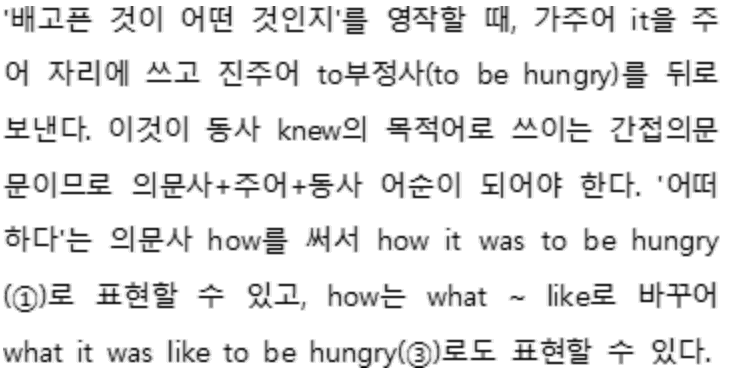 '배고픈 것이 어떤 것인지'를 영작할 때, 가주어 it을 주
어 자리에 쓰고 진주어 to부정사(to be hungry)를 뒤로
보낸다. 이것이 동사 knew의 목적어로 쓰이는 간접의문
문이므로 의문사+주어+동사 어순이 되어야 한다. '어떠
하다'는 의문사 how를 써서 how it was to be hungry
(①)로 표현할 수 있고, how는 what ~ like로 바꾸어
what it was like to be hungry(③)로도 표현할 수 있다.